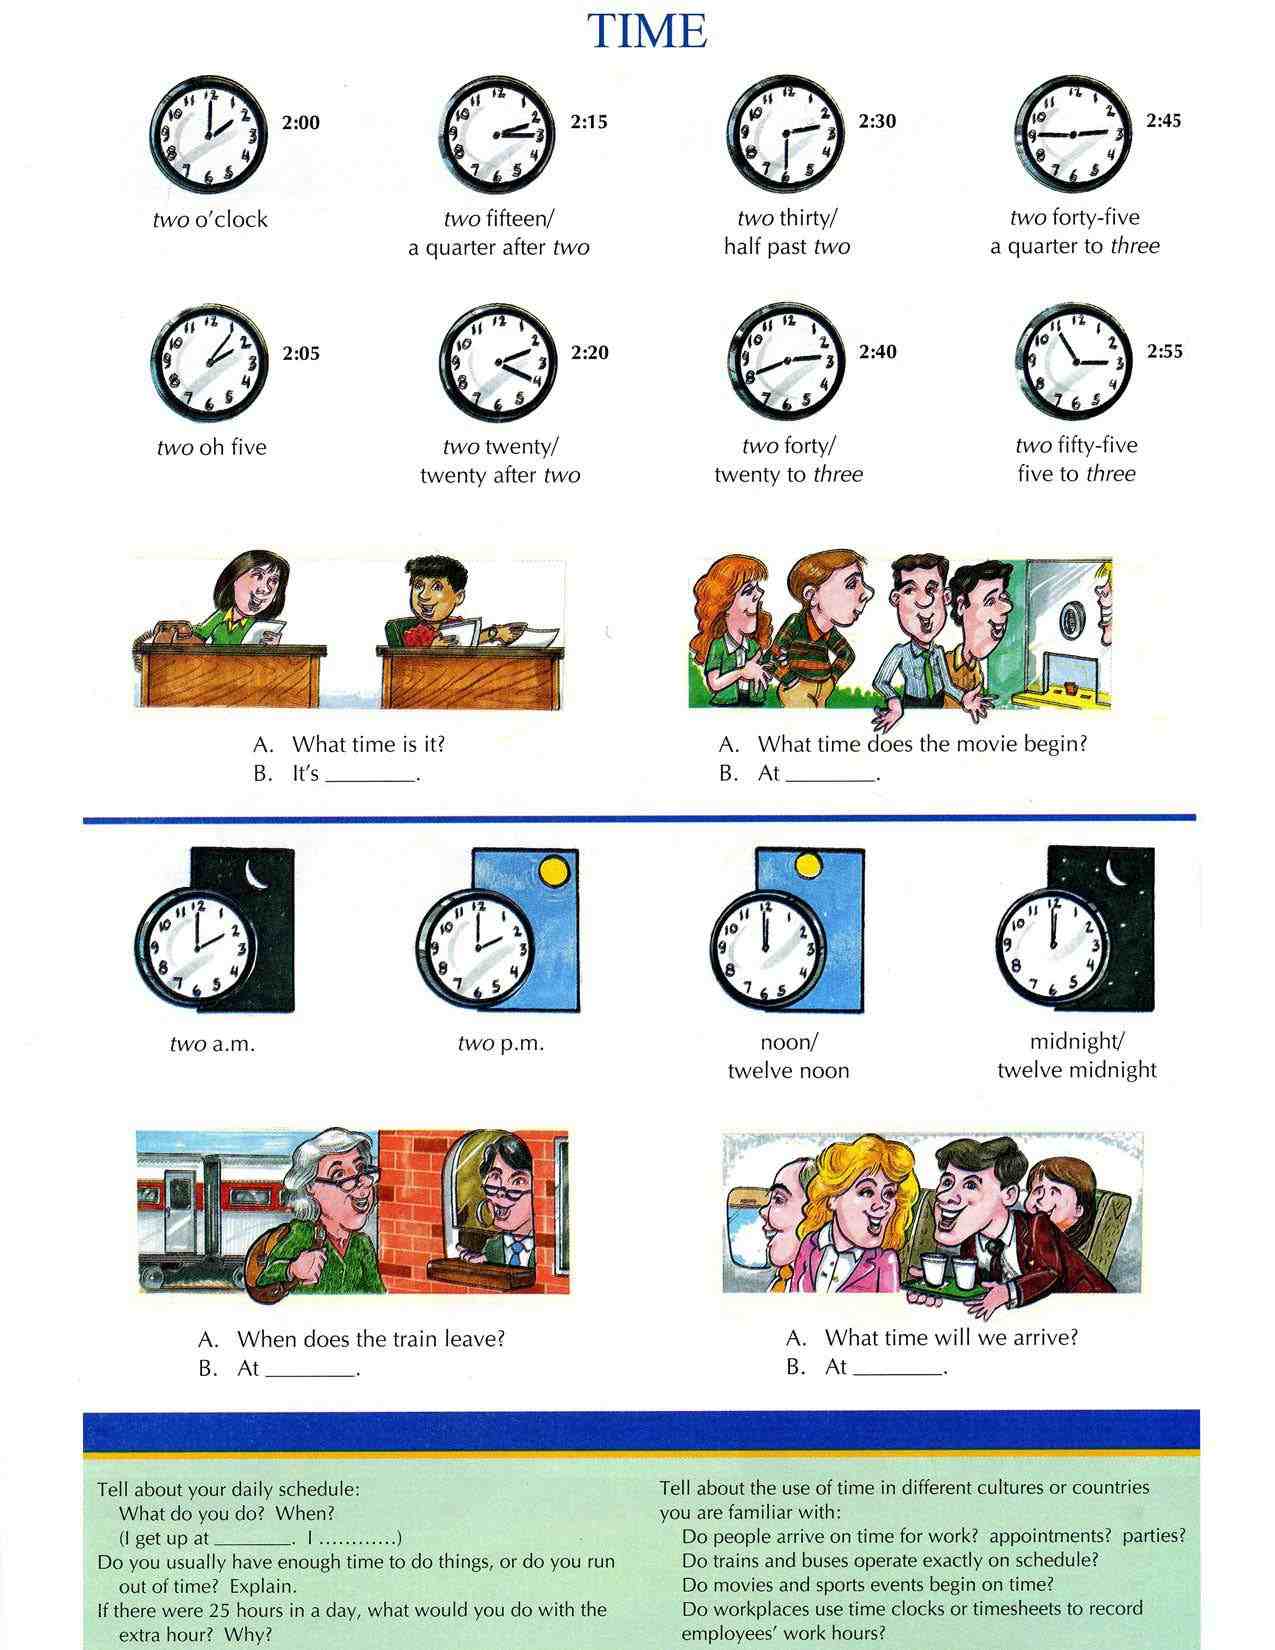 TIME
2:00
2:15
2:30
2:45
two o'clock
two fifteen/
a quarter after two
two thirty/
half past two
two forty-five
a quarter to three
2:05
2:20
2:40
2:55
two oh five
two twenty/
twenty after two
two forty/
twenty to three
two fifty-five
five to three
A. What time is it?
B. It's ________.
A. What time does the movie begin?
B. At ________.
two a.m.
two p.m.
noon/
twelve noon
midnight/
twelve midnight
A. When does the train leave?
B. At ________.
A. What time will we arrive?
B. At ________.
Tell about your daily schedule:
What do you do? When?
(I get up at _______. I ............)
Do you usually have enough time to do things, or do you run
out of time? Explain.
If there were 25 hours in a day, what would you do with the
extra hour? Why?
Tell about the use of time in different cultures or countries
you are familiar with:
Do people arrive on time for work? appointments? parties?
Do trains and buses operate exactly on schedule?
Do movies and sports events begin on time?
Do workplaces use time clocks or timesheets to record
employees' work hours?